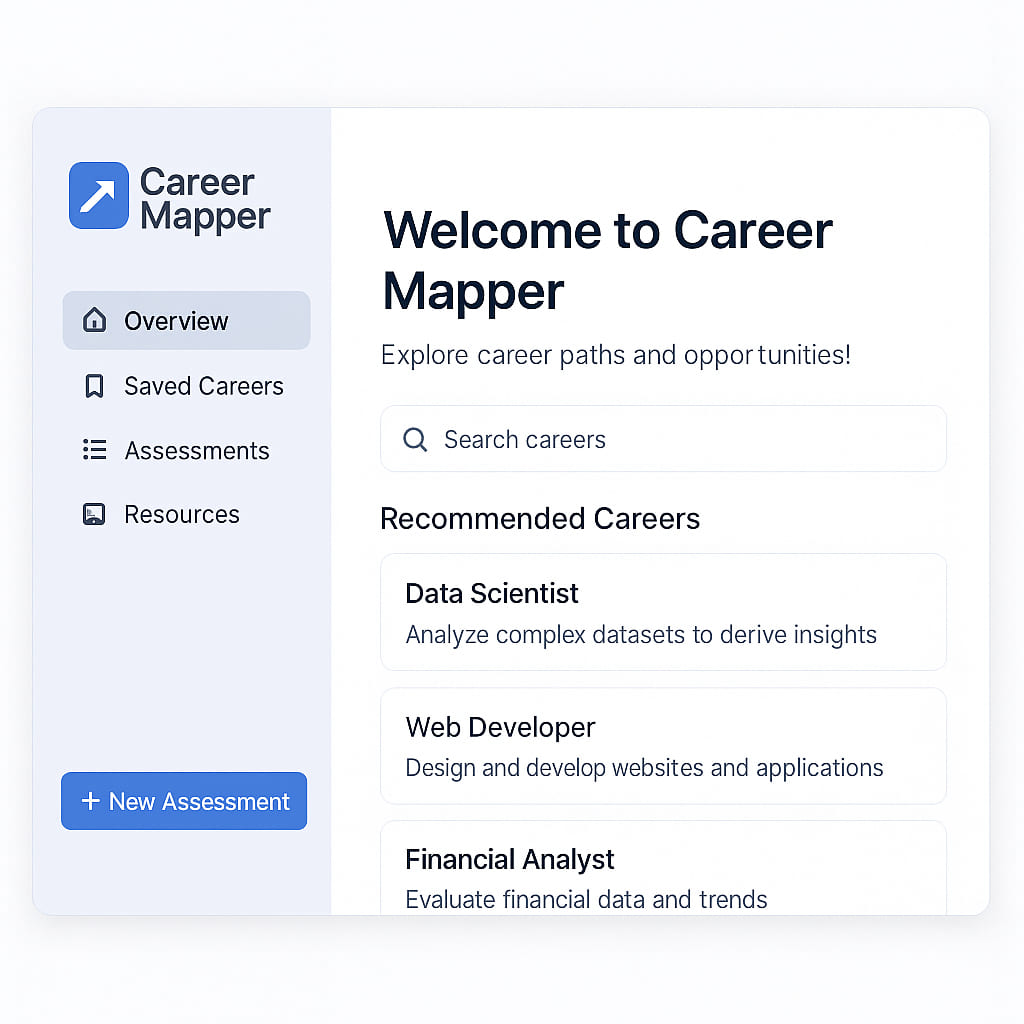 Career
Mapper
Overview
Saved Careers
Assessments
Resources
+ New Assessment
Welcome to Career
Mapper
Explore career paths and opportunities!
Search careers
Recommended Careers
Data Scientist
Analyze complex datasets to derive insights
Web Developer
Design and develop websites and applications
Financial Analyst
Evaluate financial data and trends